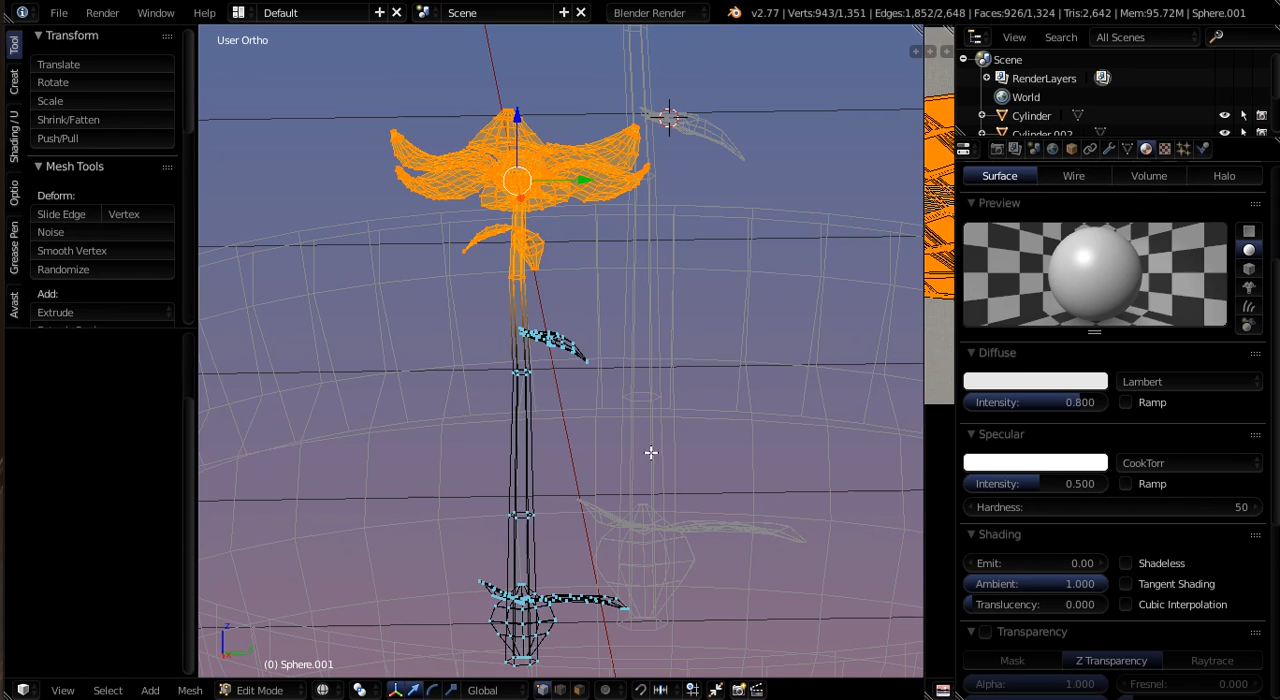 File Render Window Help Default Scene Blender Render v2.77 | Verts:943/1,351 | Edges:1,852/2,648 | Faces:926/1,324 | Tris:2,642 | Mem:95.72M | Sphere.001
Tool
Creat
Shading / U
Optio
Grease Pen
Avast
Transform
Translate
Rotate
Scale
Shrink/Fatten
Push/Pull
Mesh Tools
Deform:
Slide Edge Vertex
Noise
Smooth Vertex
Randomize
Add:
Extrude
User Ortho
z
(0) Sphere.001
View Select Add Mesh Edit Mode Global
View Search All Scenes
Scene
RenderLayers
World
Cylinder
Cylinder.002
Surface Wire Volume Halo
Preview
Diffuse
Lambert
Intensity: 0.800 Ramp
Specular
CookTorr
Intensity: 0.500 Ramp
Hardness: 50
Shading
Emit: 0.00 Shadeless
Ambient: 1.000 Tangent Shading
Translucency: 0.000 Cubic Interpolation
Transparency
Mask Z Transparency Raytrace
Alpha: 1.000 Fresnel: 0.000